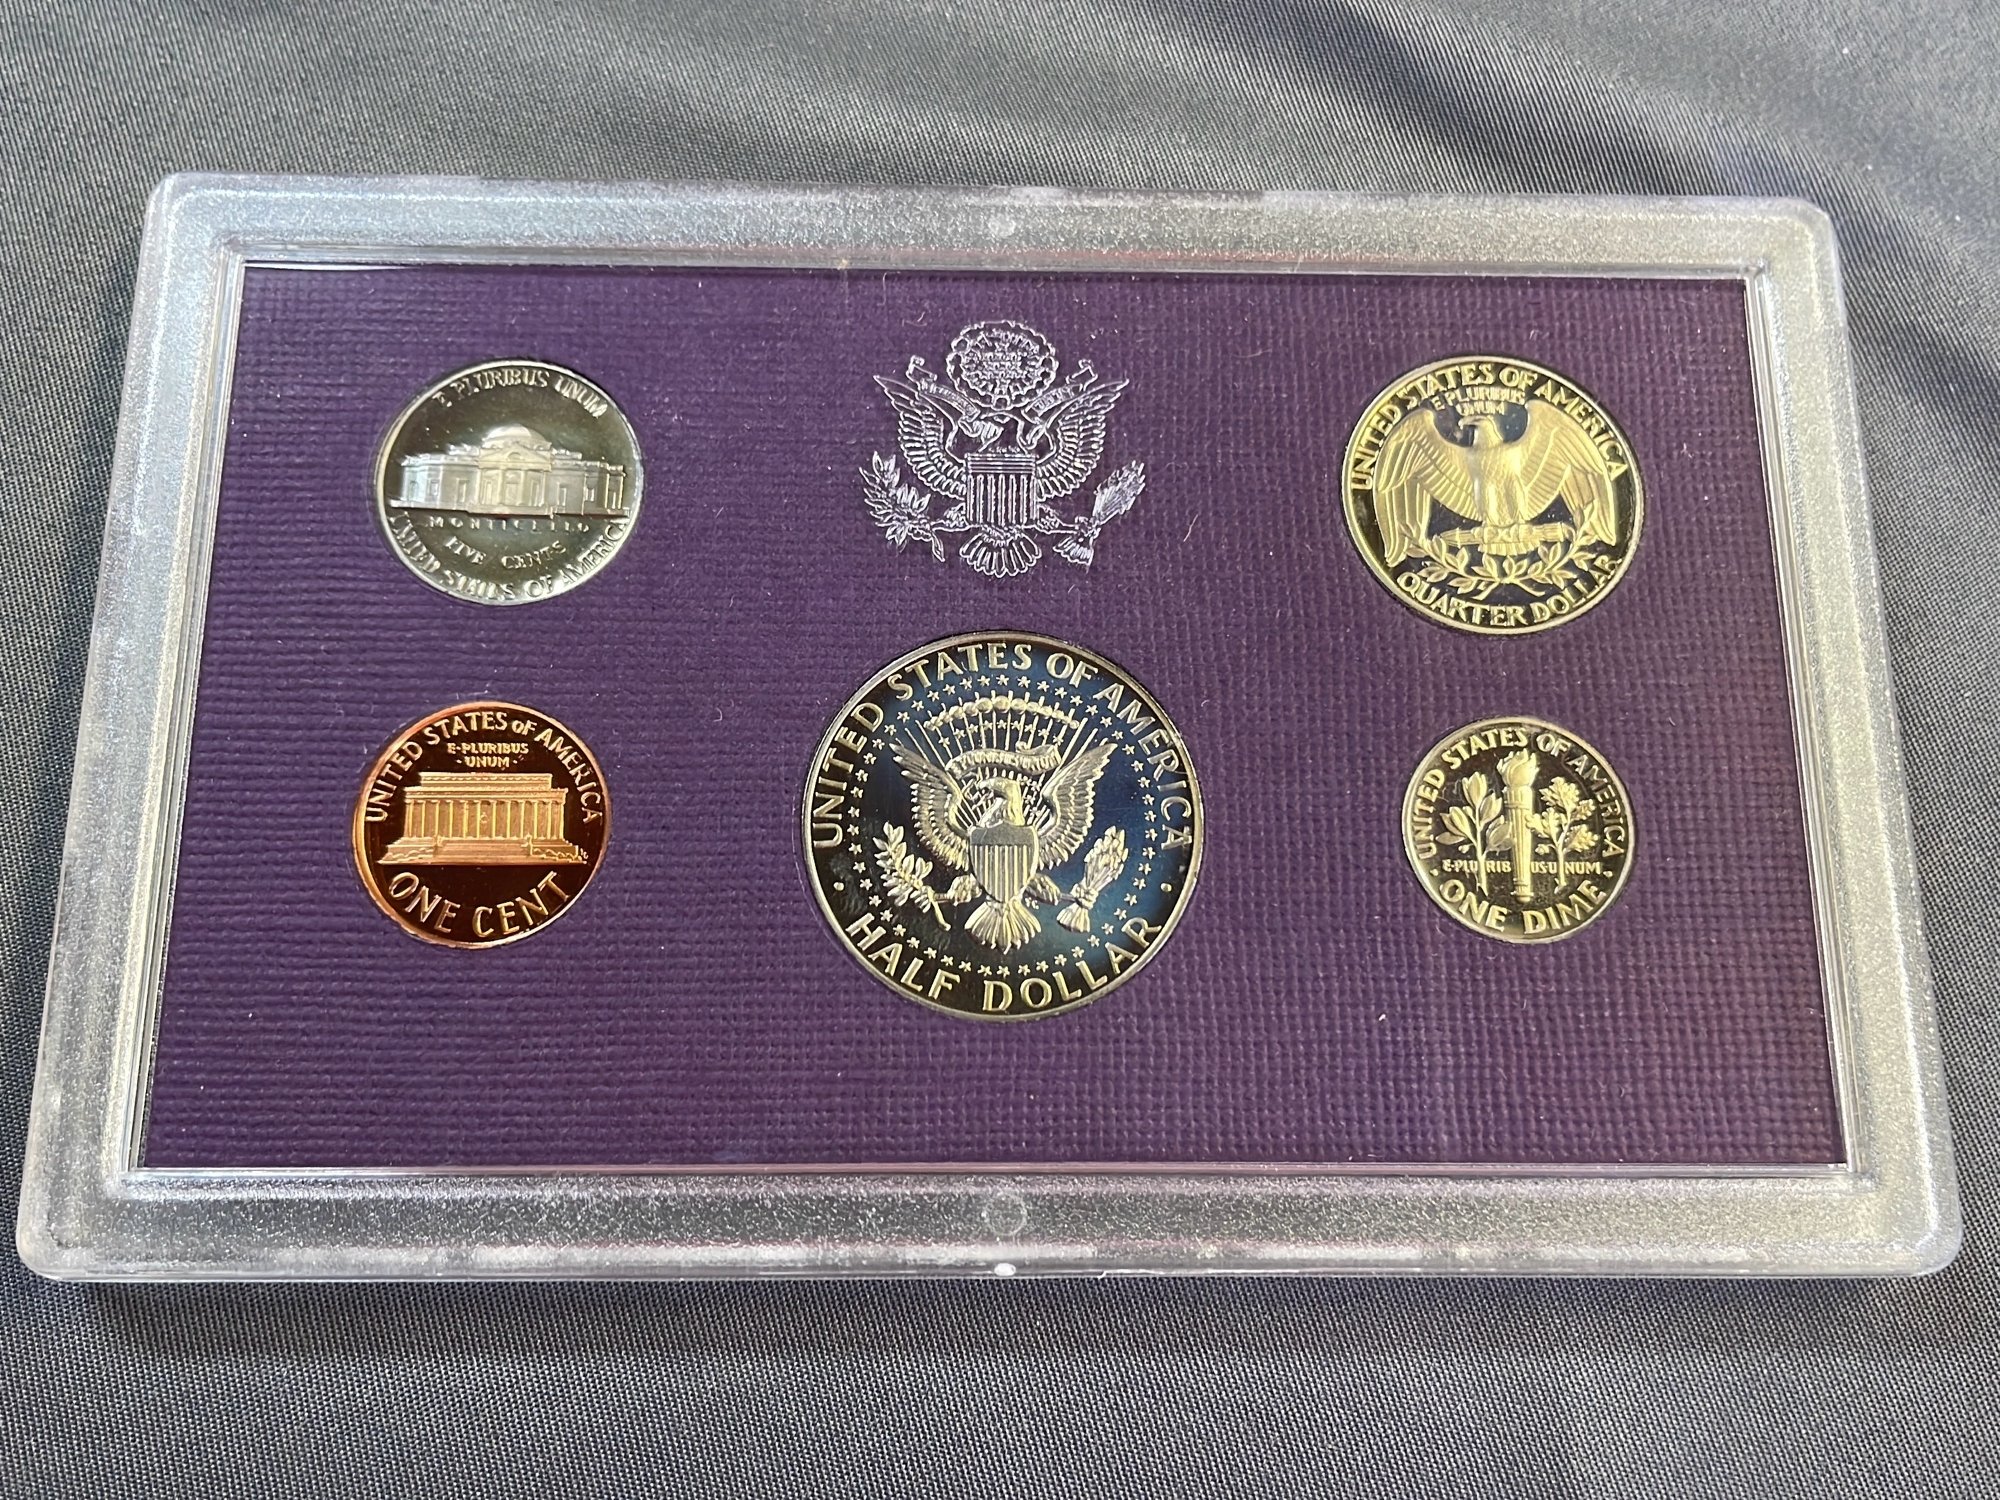 E PLURIBUS UNUM
MONTICELLO
FIVE CENTS
UNITED STATES OF AMERICA
UNITED STATES OF AMERICA
E PLURIBUS
UNUM
QUARTER DOLLAR
UNITED STATES OF AMERICA
E·PLURIBUS
·UNUM·
ONE CENT
UNITED STATES OF AMERICA
E PLURIBUS UNUM
· HALF DOLLAR ·
UNITED STATES OF AMERICA
E·PLURIBUS·UNUM
· ONE DIME ·